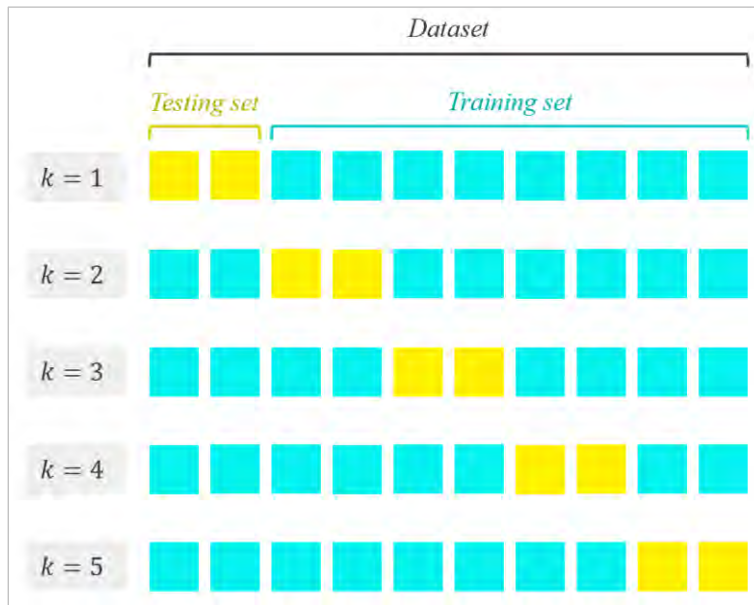 Dataset
Testing set Training set
k = 1
k = 2
k = 3
k = 4
k = 5